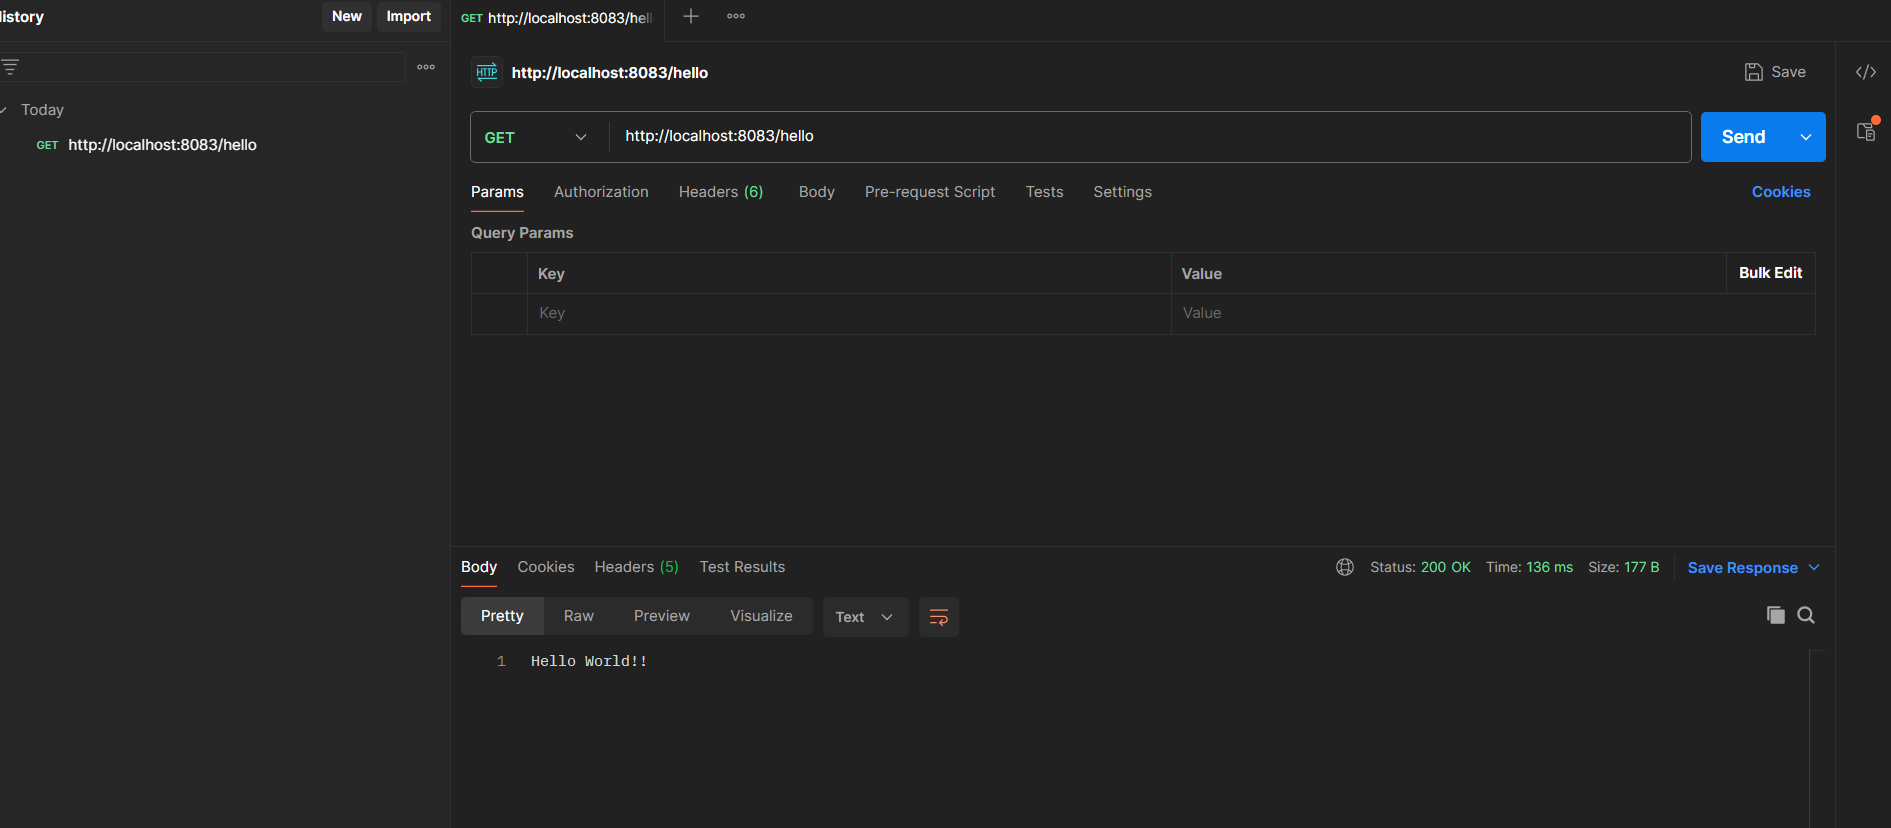 istory
New
Import
Today
GET http://localhost:8083/hello
GET http://localhost:8083/hell
HTTP http://localhost:8083/hello
Save
</>
GET
http://localhost:8083/hello
Send
Params Authorization Headers (6) Body Pre-request Script Tests Settings
Cookies
Query Params
Key Value Bulk Edit
Key Value
Body Cookies Headers (5) Test Results
Status: 200 OK Time: 136 ms Size: 177 B
Save Response
Pretty Raw Preview Visualize Text
1 Hello World!!